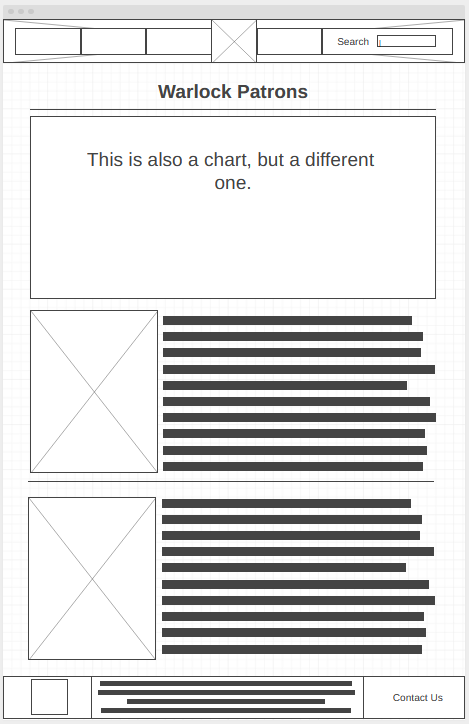 Search
Warlock Patrons
This is also a chart, but a different
one.
Contact Us